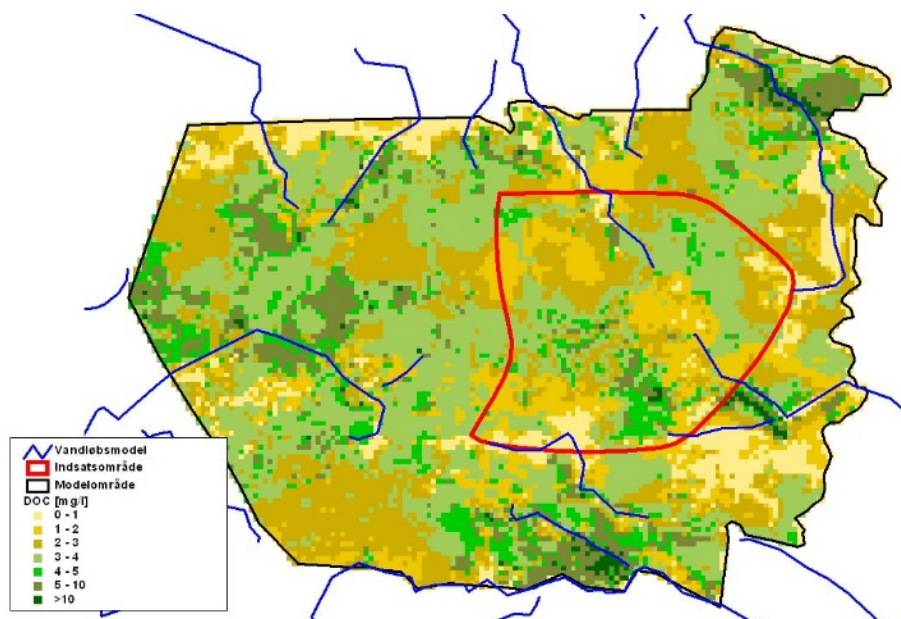 Vandløbsmodel
Indsatsområde
Modelområde
DOC [mg/l]
0 - 1
1 - 2
2 - 3
3 - 4
4 - 5
5 - 10
>10